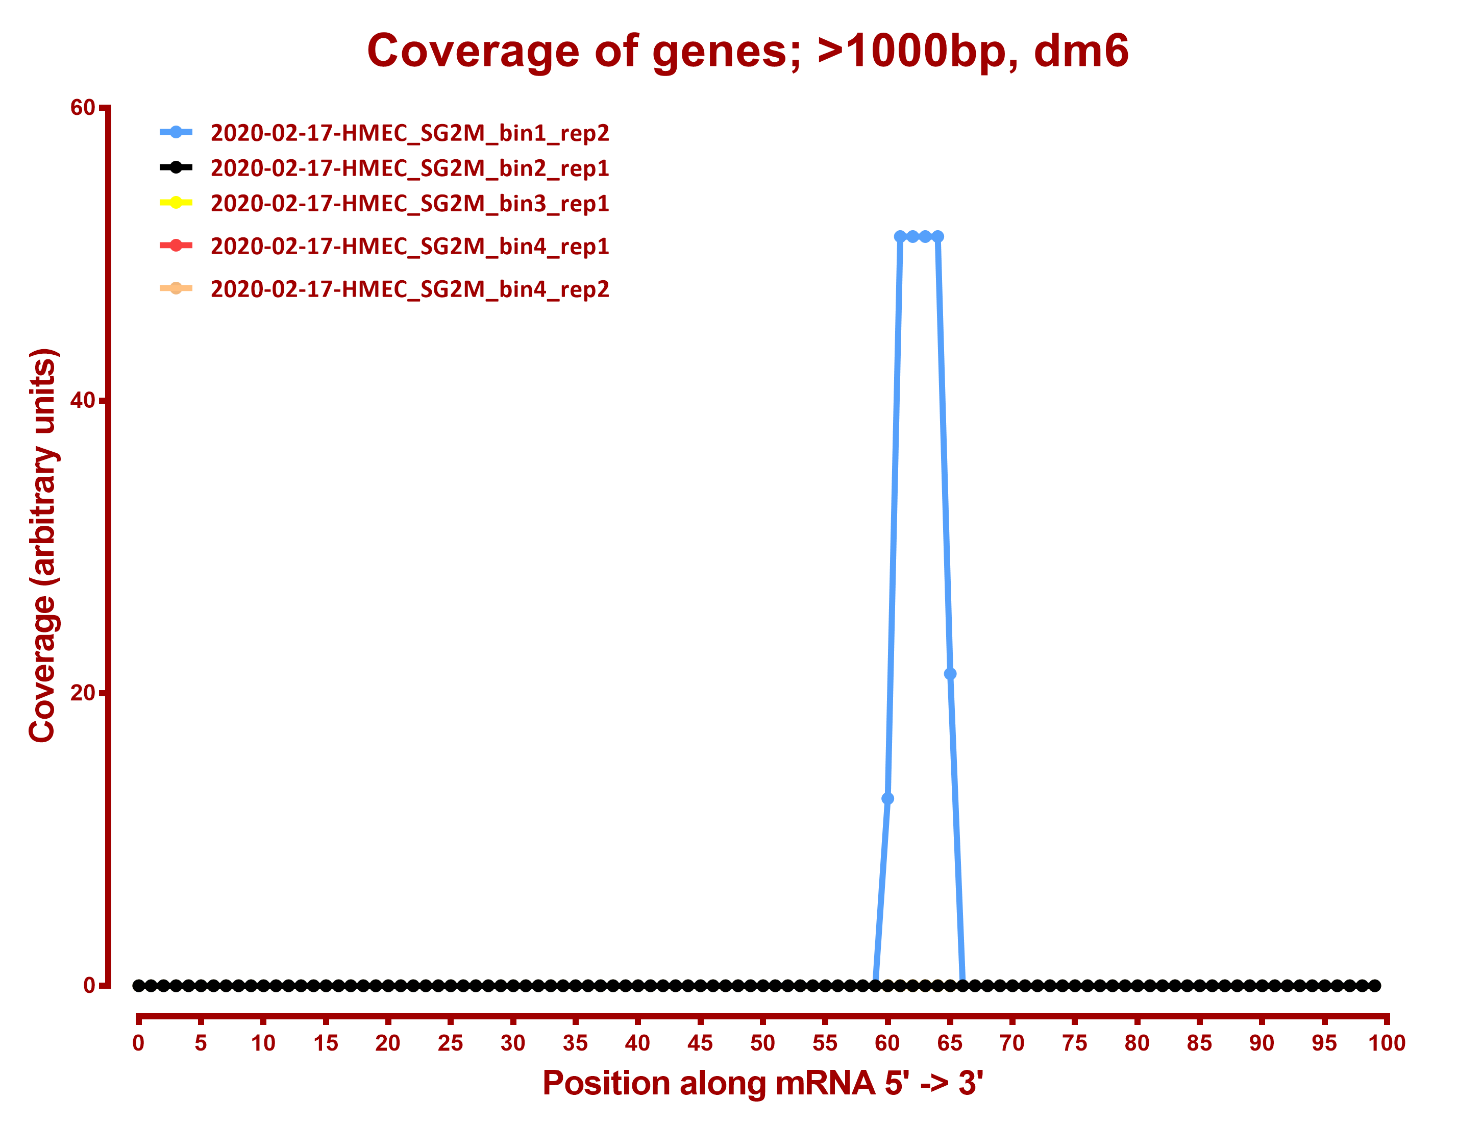 Coverage of genes; >1000bp, dm6
60
2020-02-17-HMEC_SG2M_bin1_rep2
2020-02-17-HMEC_SG2M_bin2_rep1
2020-02-17-HMEC_SG2M_bin3_rep1
2020-02-17-HMEC_SG2M_bin4_rep1
2020-02-17-HMEC_SG2M_bin4_rep2
Coverage (arbitrary units)
40
20
0
0 5 10 15 20 25 30 35 40 45 50 55 60 65 70 75 80 85 90 95 100
Position along mRNA 5' -> 3'